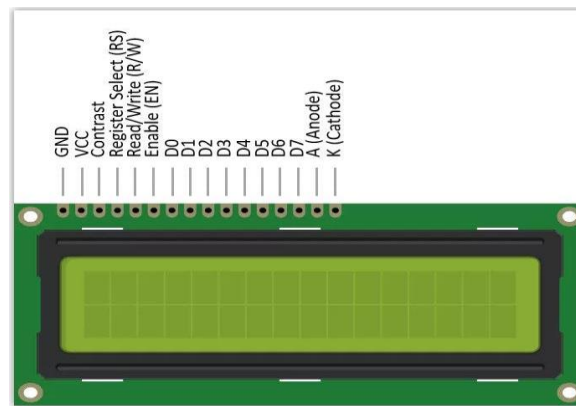 GND
VCC
Contrast
Register Select (RS)
Read/Write (R/W)
Enable (EN)
D0
D1
D2
D3
D4
D5
D6
D7
A (Anode)
K (Cathode)